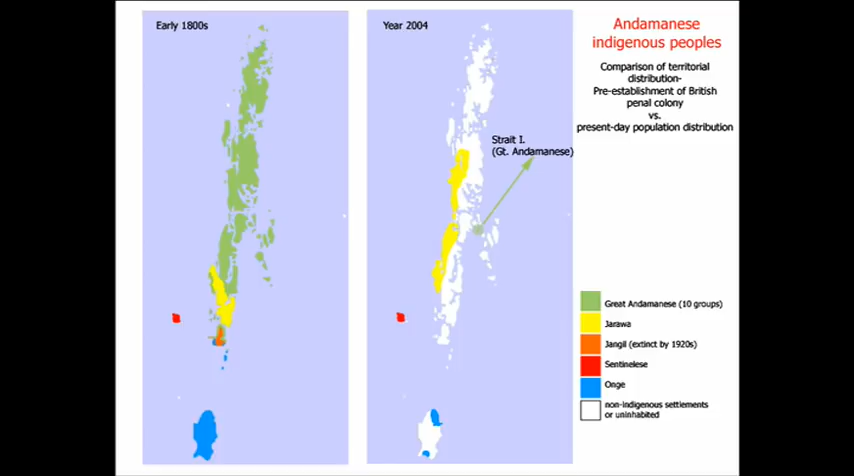 Early 1800s
Year 2004
Strait I.
(Gt. Andamanese)
Andamanese
indigenous peoples
Comparison of territorial
distribution-
Pre-establishment of British
penal colony
vs.
present-day population distribution
Great Andamanese (10 groups)
Jarawa
Jangil (extinct by 1920s)
Sentinelese
Onge
non-indigenous settlements
or uninhabited